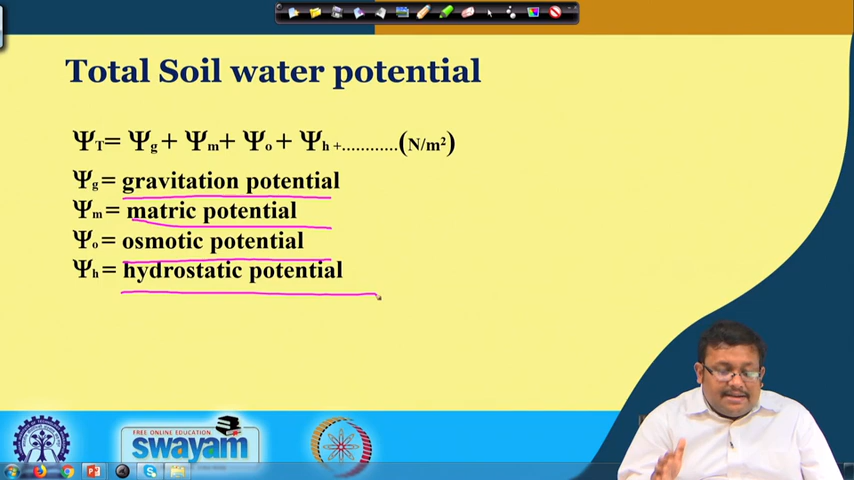 Total Soil water potential
ΨT= Ψg + Ψm+ Ψo + Ψh +............(N/m²)
Ψg = gravitation potential
Ψm = matric potential
Ψo = osmotic potential
Ψh = hydrostatic potential
FREE ONLINE EDUCATION
swayam